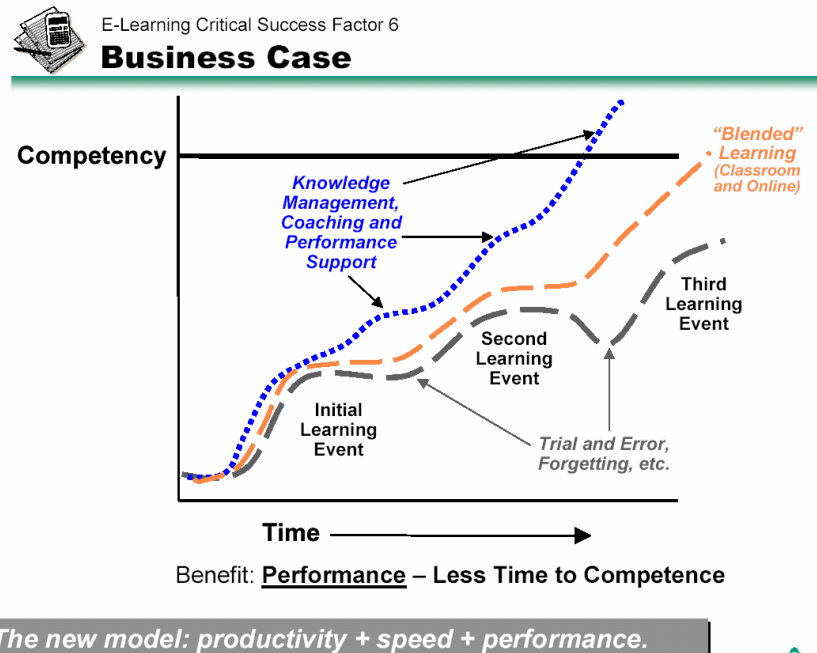 E-Learning Critical Success Factor 6
Business Case
Competency
Knowledge
Management,
Coaching and
Performance
Support
“Blended”
Learning
(Classroom
and Online)
Third
Learning
Event
Second
Learning
Event
Initial
Learning
Event
Trial and Error,
Forgetting, etc.
Time
Benefit: Performance – Less Time to Competence
The new model: productivity + speed + performance.